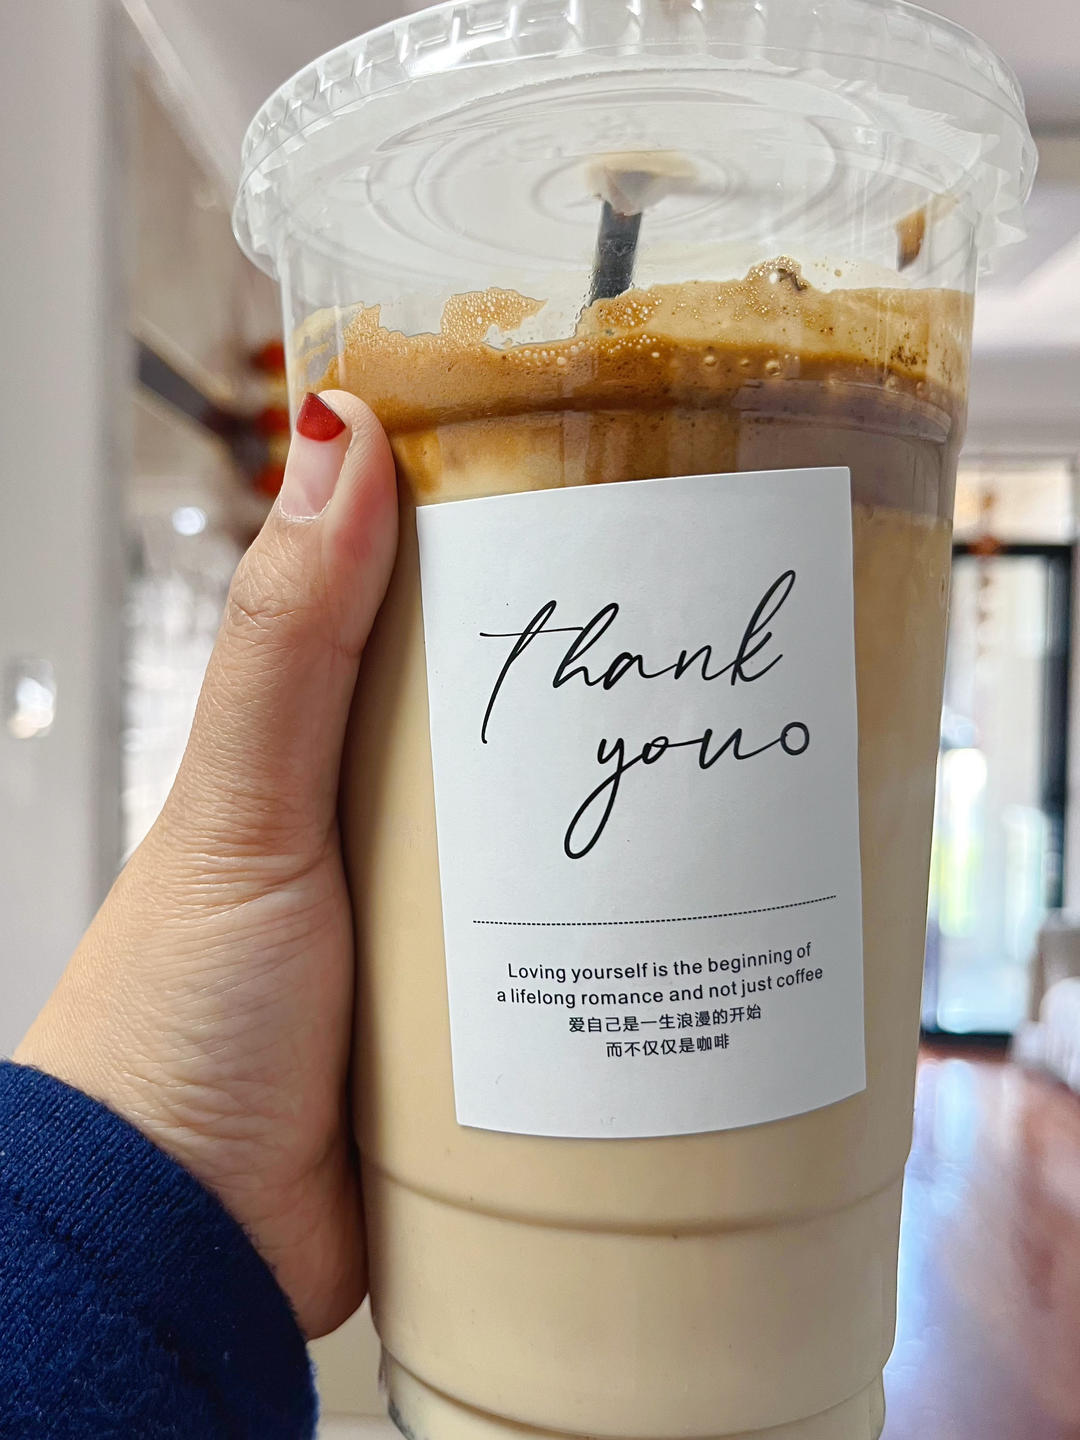 thank
youo
Loving yourself is the beginning of
a lifelong romance and not just coffee
爱自己是一生浪漫的开始
而不仅仅是咖啡